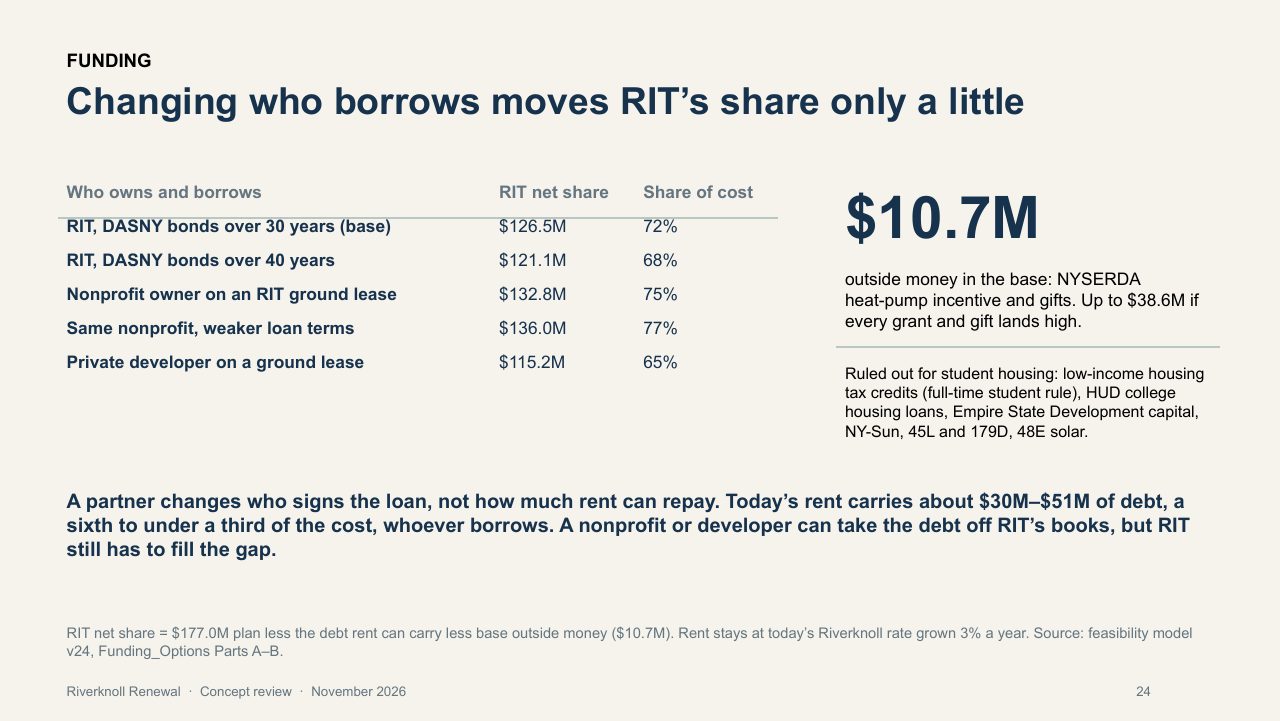 FUNDING
Changing who borrows moves RIT’s share only a little
Who owns and borrows RIT net share Share of cost
RIT, DASNY bonds over 30 years (base) $126.5M 72%
RIT, DASNY bonds over 40 years $121.1M 68%
Nonprofit owner on an RIT ground lease $132.8M 75%
Same nonprofit, weaker loan terms $136.0M 77%
Private developer on a ground lease $115.2M 65%
$10.7M
outside money in the base: NYSERDA
heat-pump incentive and gifts. Up to $38.6M if
every grant and gift lands high.
Ruled out for student housing: low-income housing
tax credits (full-time student rule), HUD college
housing loans, Empire State Development capital,
NY-Sun, 45L and 179D, 48E solar.
A partner changes who signs the loan, not how much rent can repay. Today’s rent carries about $30M–$51M of debt, a
sixth to under a third of the cost, whoever borrows. A nonprofit or developer can take the debt off RIT’s books, but RIT
still has to fill the gap.
RIT net share = $177.0M plan less the debt rent can carry less base outside money ($10.7M). Rent stays at today’s Riverknoll rate grown 3% a year. Source: feasibility model
v24, Funding_Options Parts A–B.
Riverknoll Renewal · Concept review · November 2026 24